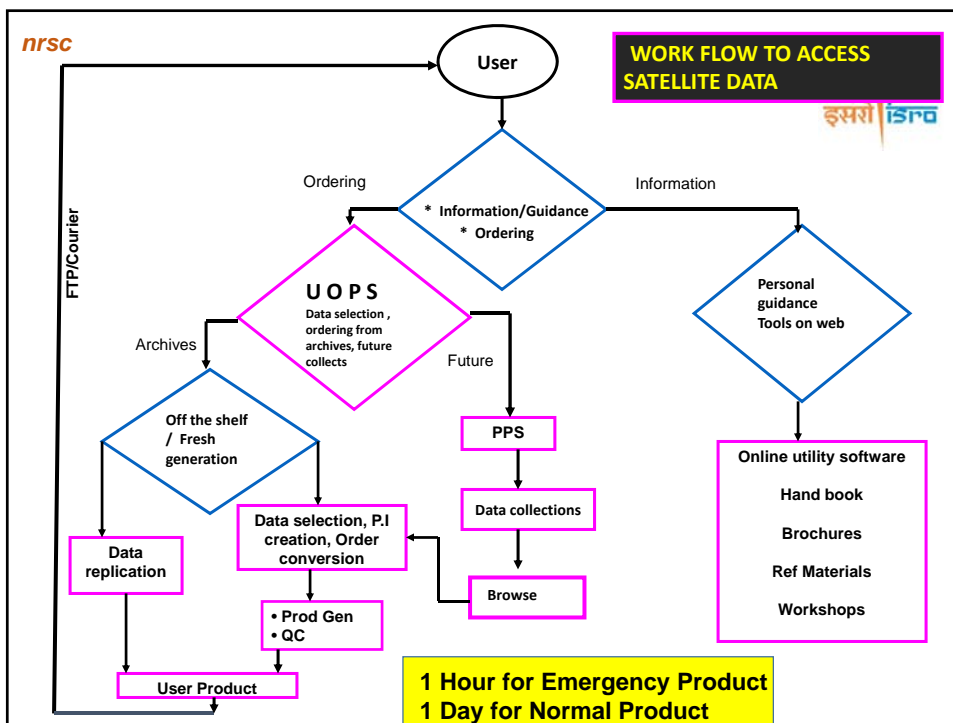 nrsc
User
WORK FLOW TO ACCESS
SATELLITE DATA
इसरो isro
Ordering
Information
* Information/Guidance
* Ordering
FTP/Courier
U O P S
Data selection ,
ordering from
archives, future
collects
Personal
guidance
Tools on web
Archives
Future
Off the shelf
/ Fresh
generation
PPS
Online utility software
Hand book
Brochures
Ref Materials
Workshops
Data collections
Data selection, P.I
creation, Order
conversion
Data
replication
Browse
• Prod Gen
• QC
User Product
1 Hour for Emergency Product
1 Day for Normal Product